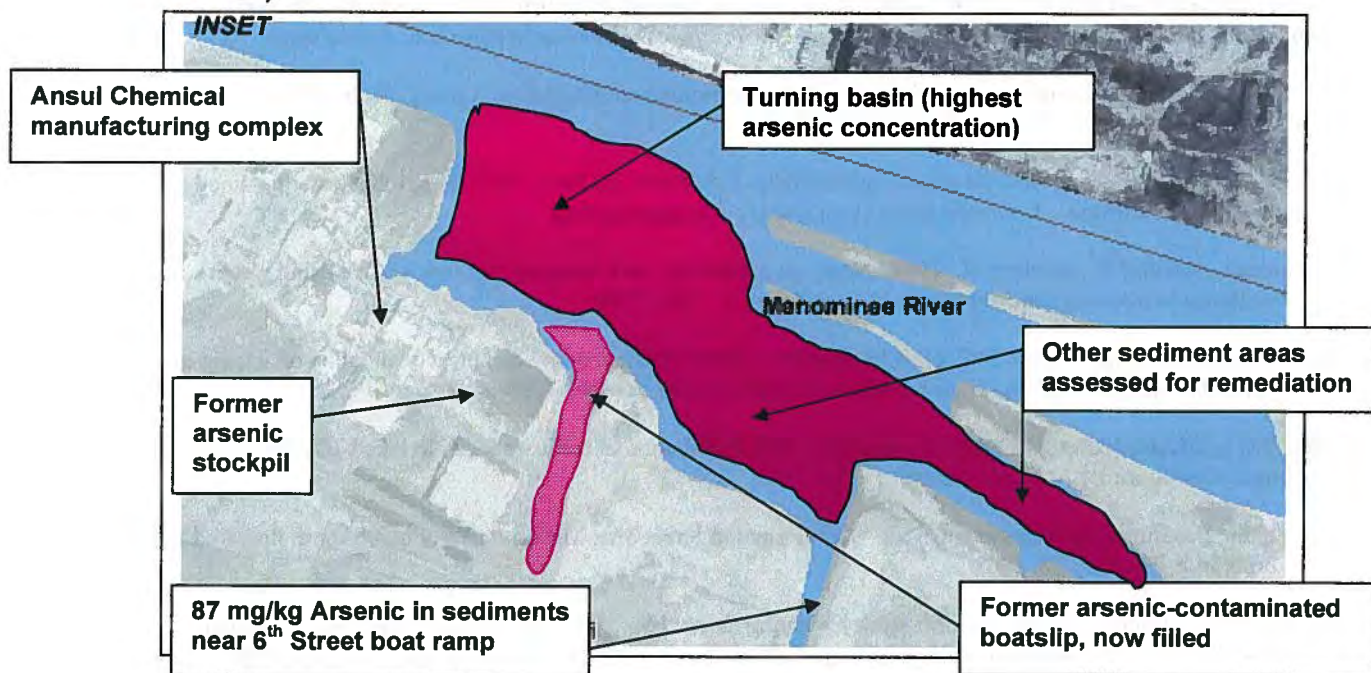 INSET
Ansul Chemical
manufacturing complex
Turning basin (highest
arsenic concentration)
Menominee River
Other sediment areas
assessed for remediation
Former
arsenic
stockpil
87 mg/kg Arsenic in sediments
near 6th Street boat ramp
Former arsenic-contaminated
boatslip, now filled